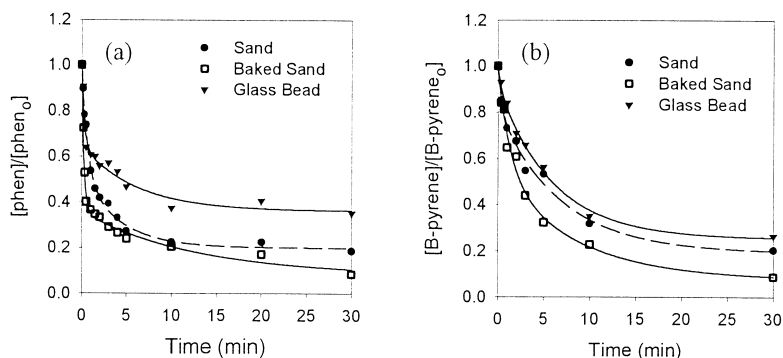 (a)
Sand
Baked Sand
Glass Bead
[phen]/[phen₀]
1.2
1.0
0.8
0.6
0.4
0.2
0.0
0 5 10 15 20 25 30
Time (min)
(b)
Sand
Baked Sand
Glass Bead
[B-pyrene]/[B-pyrene₀]
1.2
1.0
0.8
0.6
0.4
0.2
0.0
0 5 10 15 20 25 30
Time (min)